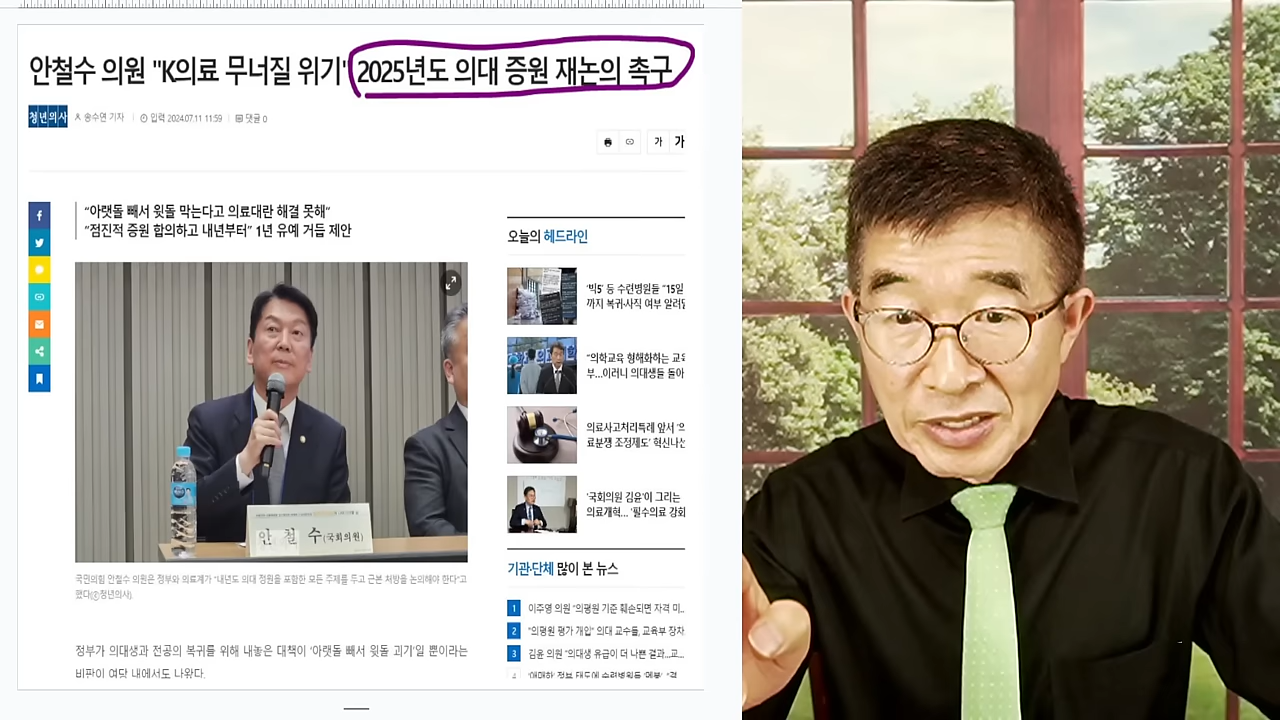 안철수 의원 "K의료 무너질 위기" 2025년도 의대 증원 재논의 촉구
청년의사 송수연 기자 입력 2024.07.11 11:59 댓글 0
가 가
"아랫돌 빼서 윗돌 막는다고 의료대란 해결 못해"
"점진적 증원 합의하고 내년부터" 1년 유예 거듭 제안
안 철 수 (국회의원)
국민의힘 안철수 의원은 정부와 의료계가 "내년도 의대 정원을 포함한 모든 주제를 두고 근본 처방을 논의해야 한다"고
했다(ⓒ청년의사).
정부가 의대생과 전공의 복귀를 위해 내놓은 대책이 '아랫돌 빼서 윗돌 괴기'일 뿐이라는
비판이 여당 내에서도 나왔다.
오늘의 헤드라인
'빅5' 등 수련병원들 "15일
까지 복귀·사직 여부 알려달
"의학교육 형해화하는 교육
부…이러니 의대생들 돌아
의료사고처리특례 앞서 '의
료분쟁 조정제도' 혁신나선
'국회의원 김윤'이 그리는
의료개혁… '필수의료 강화
기관·단체 많이 본 뉴스
1 이주영 의원 "의평원 기준 훼손되면 자격 미…
2 "의평원 평가 개입" 의대 교수들, 교육부 장차
3 김윤 의원 "의대생 유급이 더 나쁜 결과…교…
4